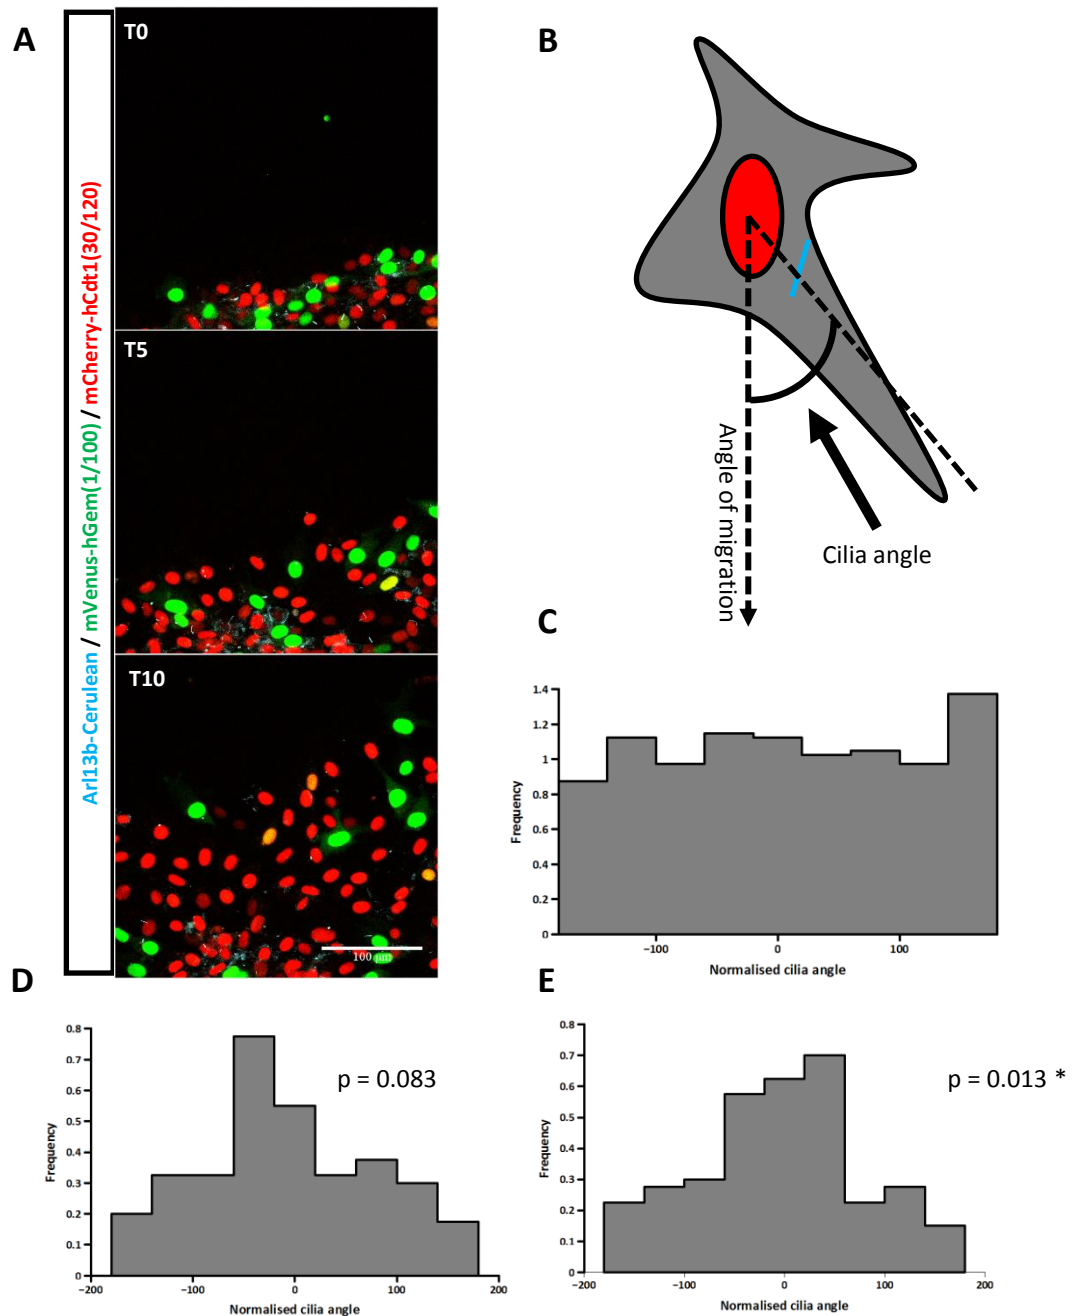 A
Arl13b-Cerulean / mVenus-hGem(1/100) / mCherry-hCdt1(30/120)
T0
T5
T10
100 µm
B
Angle of migration
Cilia angle
C
1.4
1.2
1
0.8
0.6
0.4
0.2
0
Frequency
−100
0
100
Normalised cilia angle
D
0.8
0.7
0.6
0.5
0.4
0.3
0.2
0.1
0
Frequency
p = 0.083
−200
−100
0
100
200
Normalised cilia angle
E
0.8
0.7
0.6
0.5
0.4
0.3
0.2
0.1
0
Frequency
p = 0.013 *
−200
−100
0
100
200
Normalised cilia angle